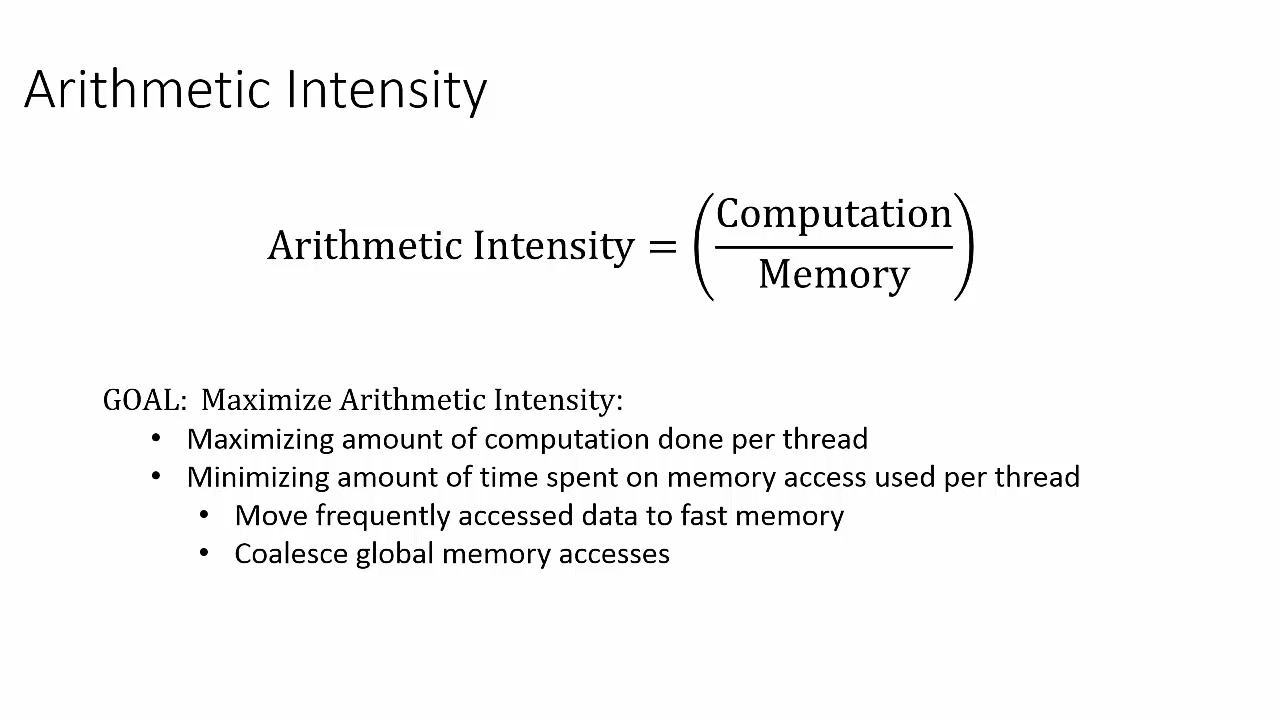 Arithmetic Intensity
Arithmetic Intensity = (Computation / Memory)
GOAL:  Maximize Arithmetic Intensity:
• Maximizing amount of computation done per thread
• Minimizing amount of time spent on memory access used per thread
• Move frequently accessed data to fast memory
• Coalesce global memory accesses